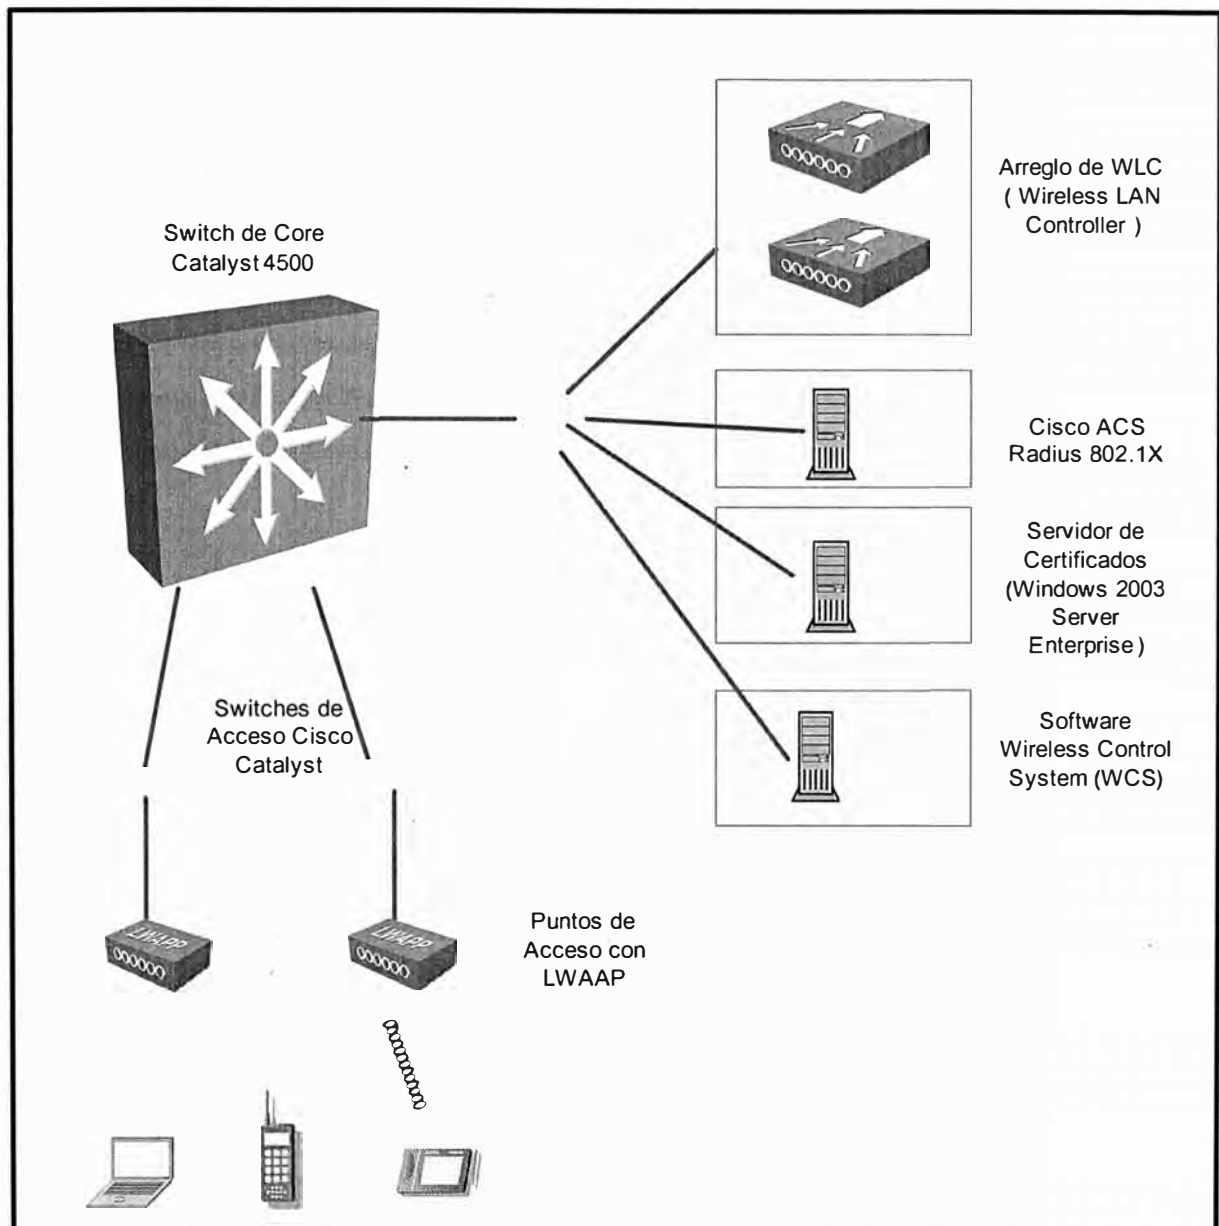 Arreglo de WLC
( Wireless LAN
Controller )
Switch de Core
Catalyst 4500
Cisco ACS
Radius 802.1X
Servidor de
Certificados
(Windows 2003
Server
Enterprise)
Switches de
Acceso Cisco
Catalyst
Software
Wireless Control
System (WCS)
LWAPP
LWAPP
Puntos de
Acceso con
LWAAP